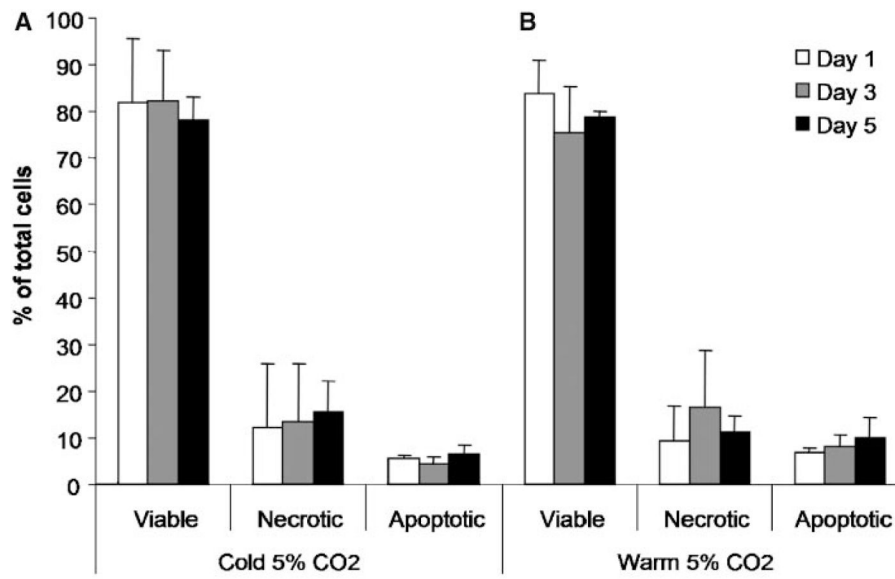 A
B
100
90
80
70
60
50
40
30
20
10
0
% of total cells
Day 1
Day 3
Day 5
Viable Necrotic Apoptotic Viable Necrotic Apoptotic
Cold 5% CO2 Warm 5% CO2